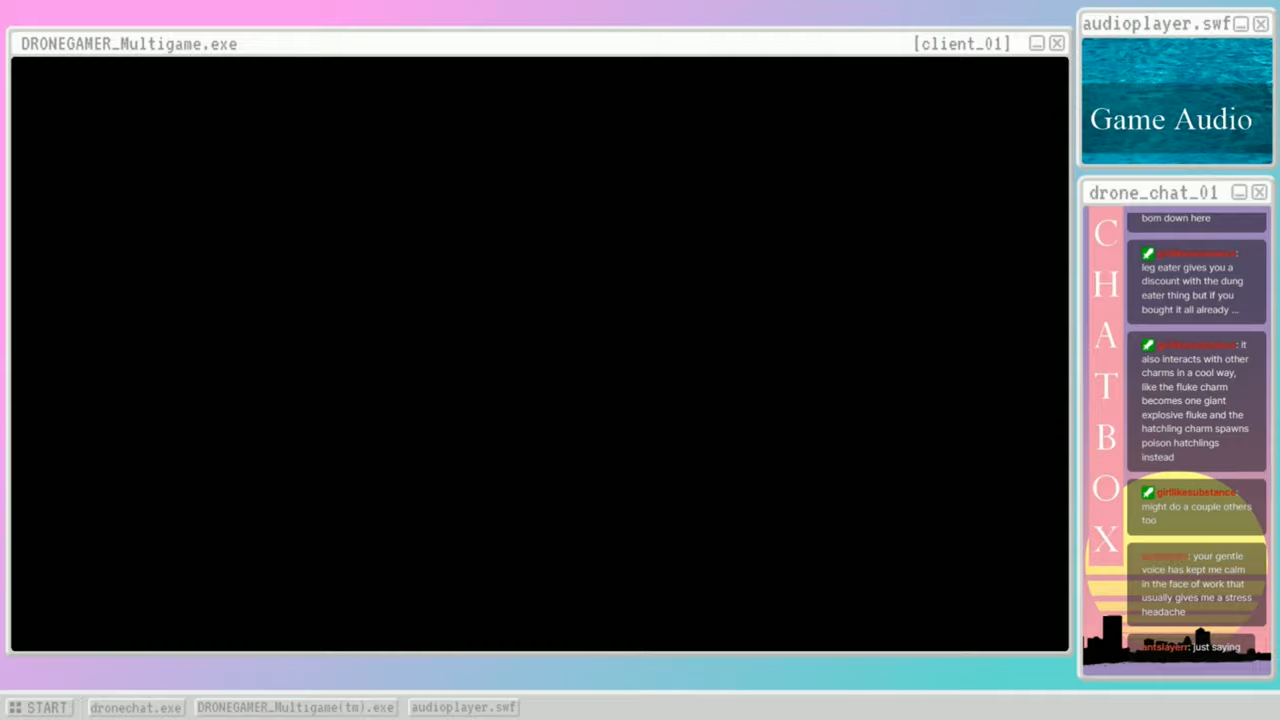 DRONEGAMER_Multigame.exe
[client_01]
audioplayer.swf
Game Audio
drone_chat_01
CHATBOX
bom down here
leg eater gives you a
discount with the dung
eater thing but if you
bought it all already ...
: it
also interacts with other
charms in a cool way,
like the fluke charm
becomes one giant
explosive fluke and the
hatchling charm spawns
poison hatchlings
instead
girllikesubstance:
might do a couple others
too
: your gentle
voice has kept me calm
in the face of work that
usually gives me a stress
headache
antslayerr: just saying
START
dronechat.exe
DRONEGAMER_Multigame(tm).exe
audioplayer.swf